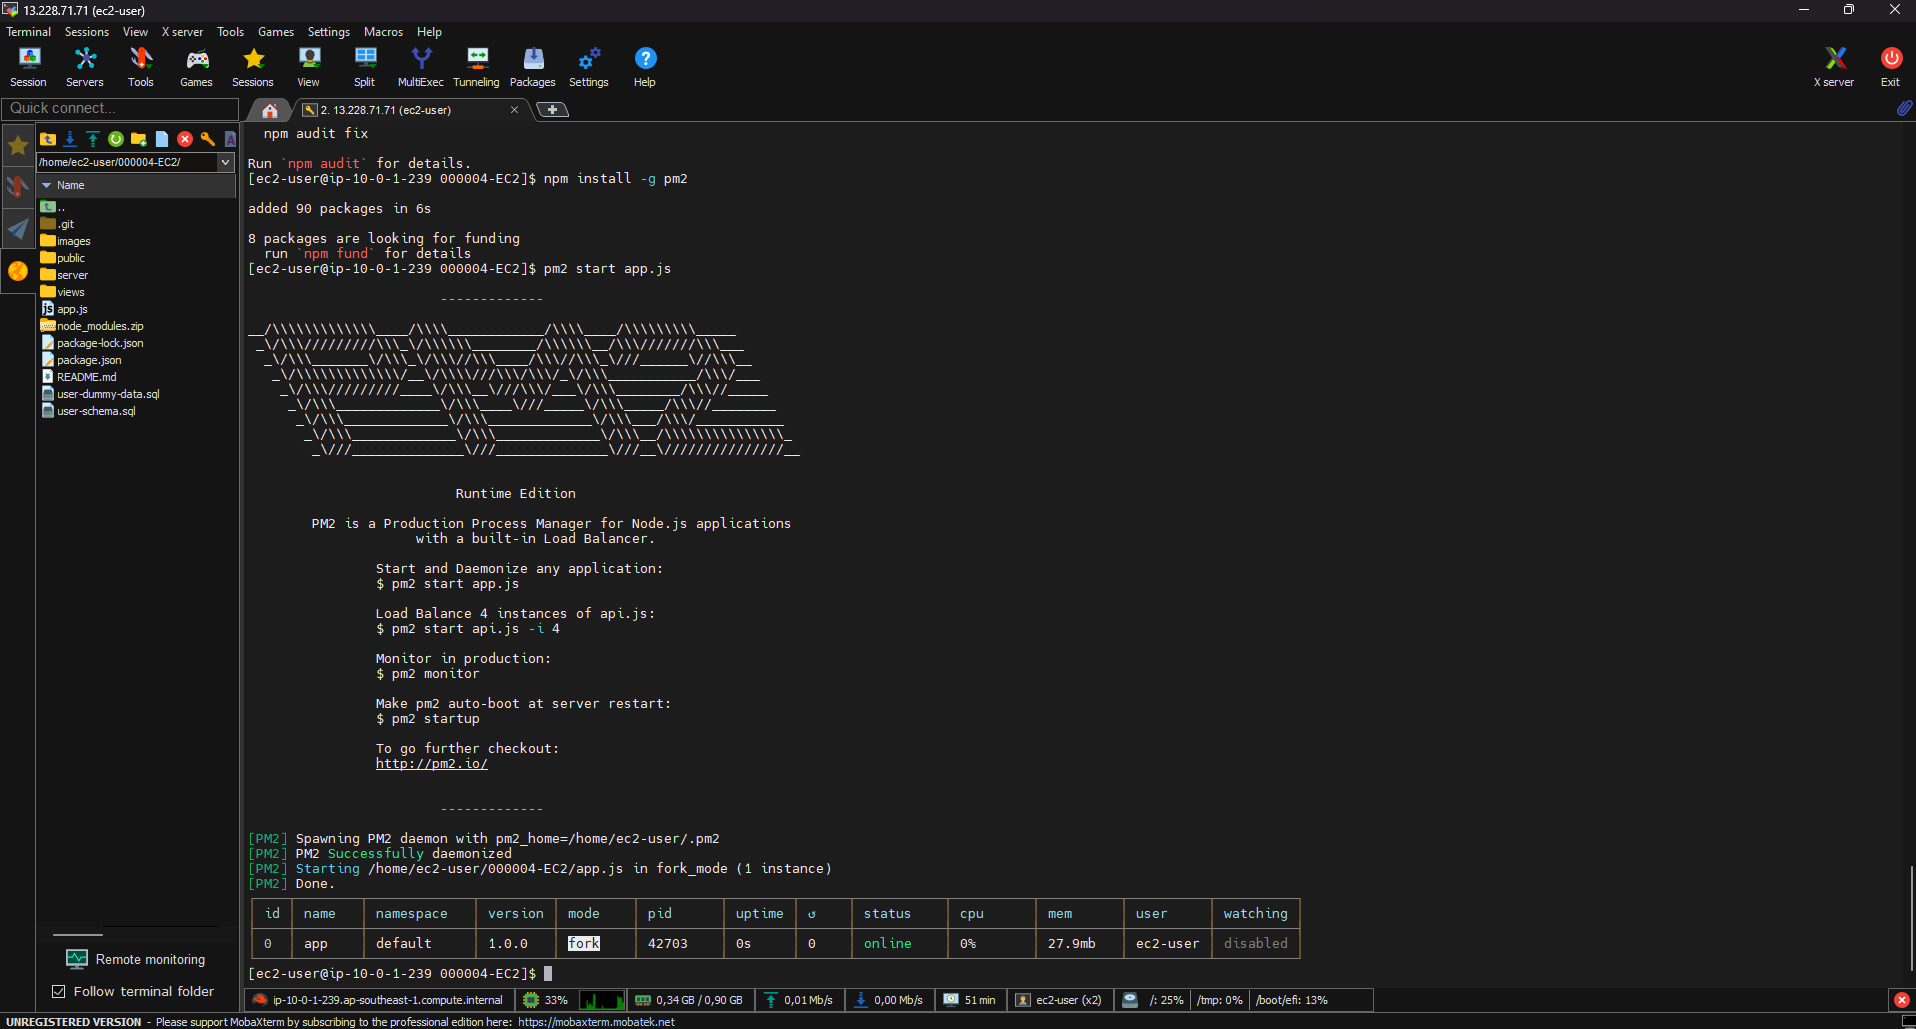 13.228.71.71 (ec2-user)
Terminal Sessions View X server Tools Games Settings Macros Help
Session Servers Tools Games Sessions View Split MultiExec Tunneling Packages Settings Help X server Exit
Quick connect...
2. 13.228.71.71 (ec2-user)
/home/ec2-user/000004-EC2/
Name
..
.git
images
public
server
views
app.js
node_modules.zip
package-lock.json
package.json
README.md
user-dummy-data.sql
user-schema.sql
Remote monitoring
Follow terminal folder
npm audit fix
Run `npm audit` for details.
[ec2-user@ip-10-0-1-239 000004-EC2]$ npm install -g pm2
added 90 packages in 6s
8 packages are looking for funding
run `npm fund` for details
[ec2-user@ip-10-0-1-239 000004-EC2]$ pm2 start app.js
-------------
Runtime Edition
PM2 is a Production Process Manager for Node.js applications
with a built-in Load Balancer.
Start and Daemonize any application:
$ pm2 start app.js
Load Balance 4 instances of api.js:
$ pm2 start api.js -i 4
Monitor in production:
$ pm2 monitor
Make pm2 auto-boot at server restart:
$ pm2 startup
To go further checkout:
http://pm2.io/
-------------
[PM2] Spawning PM2 daemon with pm2_home=/home/ec2-user/.pm2
[PM2] PM2 Successfully daemonized
[PM2] Starting /home/ec2-user/000004-EC2/app.js in fork_mode (1 instance)
[PM2] Done.
id name namespace version mode pid uptime ↺ status cpu mem user watching
0 app default 1.0.0 fork 42703 0s 0 online 0% 27.9mb ec2-user disabled
[ec2-user@ip-10-0-1-239 000004-EC2]$
ip-10-0-1-239.ap-southeast-1.compute.internal 33% 0,34 GB / 0,90 GB 0,01 Mb/s 0,00 Mb/s 51 min ec2-user (x2) /: 25% /tmp: 0% /boot/efi: 13%
UNREGISTERED VERSION - Please support MobaXterm by subscribing to the professional edition here: https://mobaxterm.mobatek.net